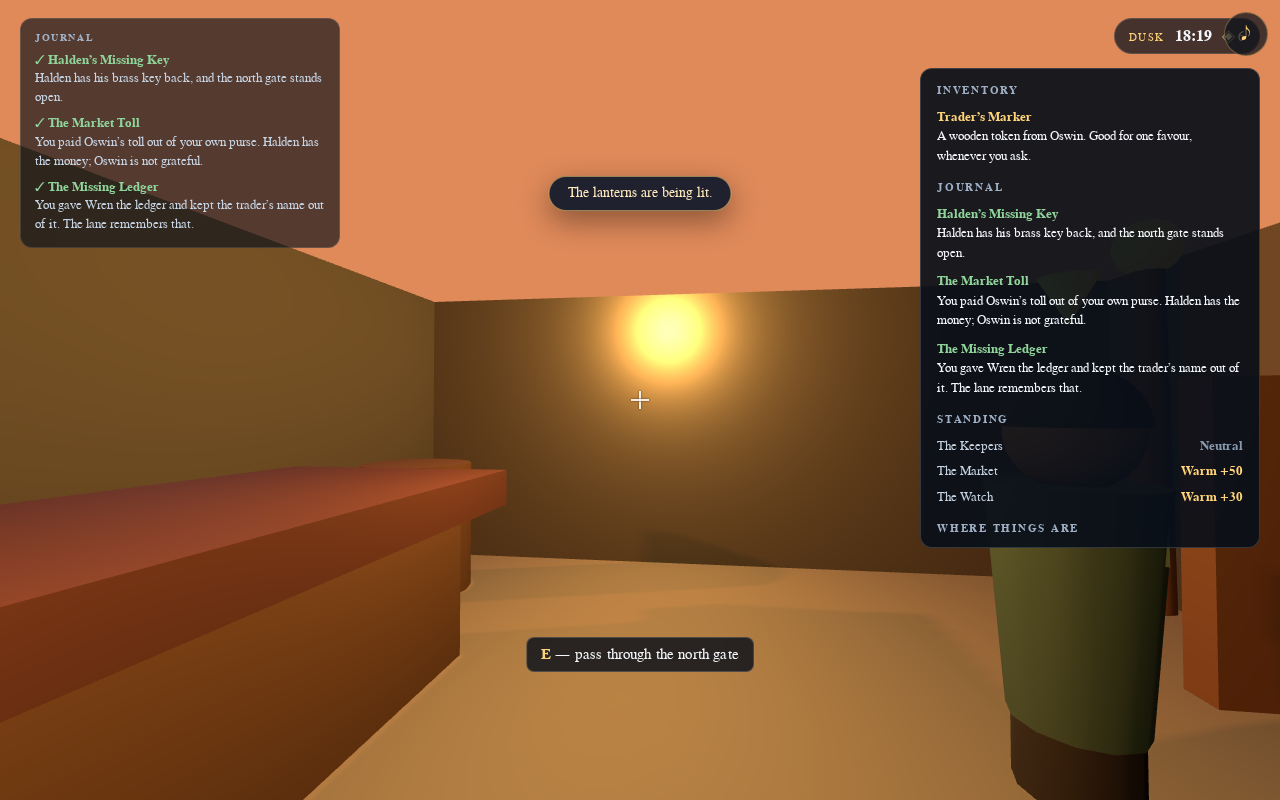 JOURNAL
✓ Halden's Missing Key
Halden has his brass key back, and the north gate stands
open.
✓ The Market Toll
You paid Oswin's toll out of your own purse. Halden has
the money; Oswin is not grateful.
✓ The Missing Ledger
You gave Wren the ledger and kept the trader's name out
of it. The lane remembers that.
DUSK 18:19
The lanterns are being lit.
INVENTORY
Trader's Marker
A wooden token from Oswin. Good for one favour,
whenever you ask.
JOURNAL
Halden's Missing Key
Halden has his brass key back, and the north gate stands
open.
The Market Toll
You paid Oswin's toll out of your own purse. Halden has the
money; Oswin is not grateful.
The Missing Ledger
You gave Wren the ledger and kept the trader's name out of
it. The lane remembers that.
STANDING
The Keepers Neutral
The Market Warm +50
The Watch Warm +30
WHERE THINGS ARE
E — pass through the north gate